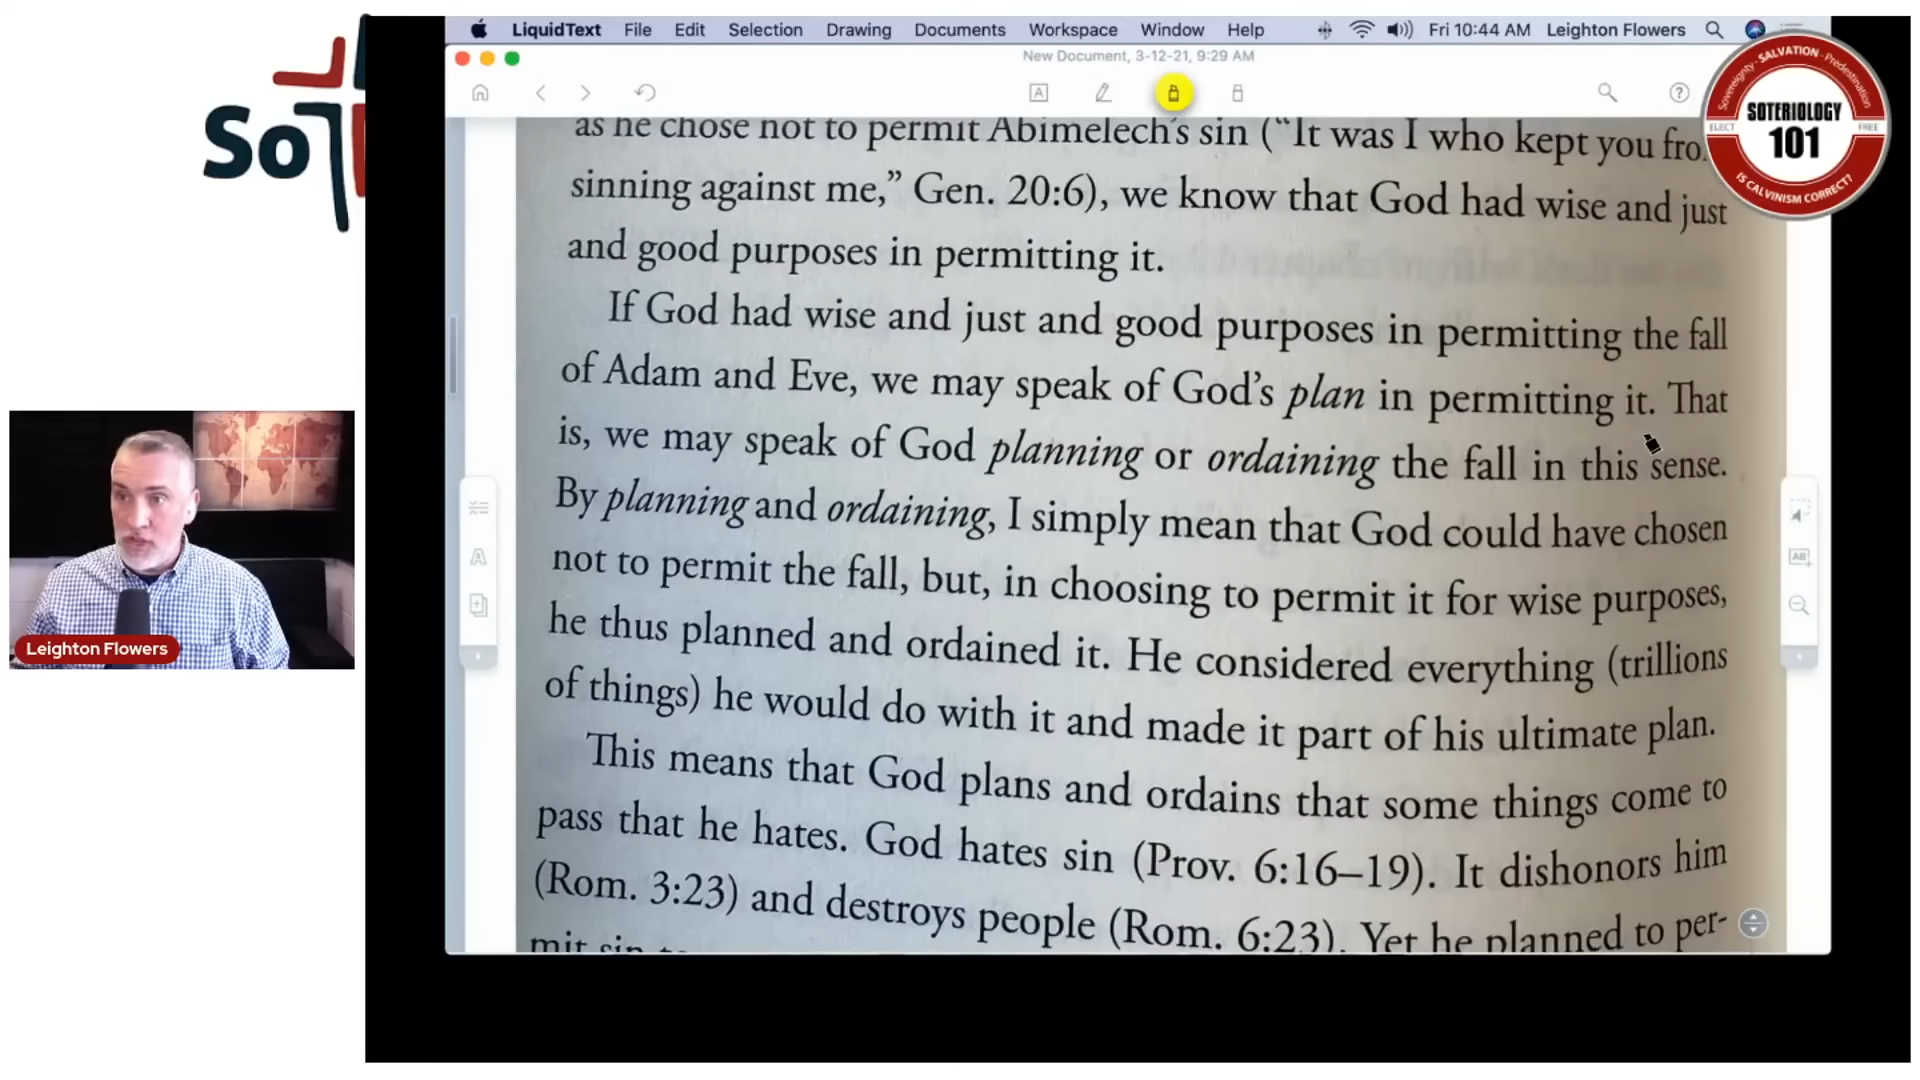 LiquidText File Edit Selection Drawing Documents Workspace Window Help Fri 10:44 AM Leighton Flowers
New Document, 3-12-21, 9:29 AM
Sovereignty - SALVATION - Predestination
SOTERIOLOGY
ELECT 101 FREE
IS CALVINISM CORRECT?
So
as he chose not to permit Abimelech's sin (“It was I who kept you
sinning against me,” Gen. 20:6), we know that God had wise and just
and good purposes in permitting it.
If God had wise and just and good purposes in permitting the fall
of Adam and Eve, we may speak of God’s plan in permitting it. That
is, we may speak of God planning or ordaining the fall in this sense.
By planning and ordaining, I simply mean that God could have chosen
not to permit the fall, but, in choosing to permit it for wise purposes,
he thus planned and ordained it. He considered everything (trillions
of things) he would do with it and made it part of his ultimate plan.
This means that God plans and ordains that some things come to
pass that he hates. God hates sin (Prov. 6:16–19). It dishonors him
(Rom. 3:23) and destroys people (Rom. 6:23). Yet he planned to per-
mit sin
Leighton Flowers